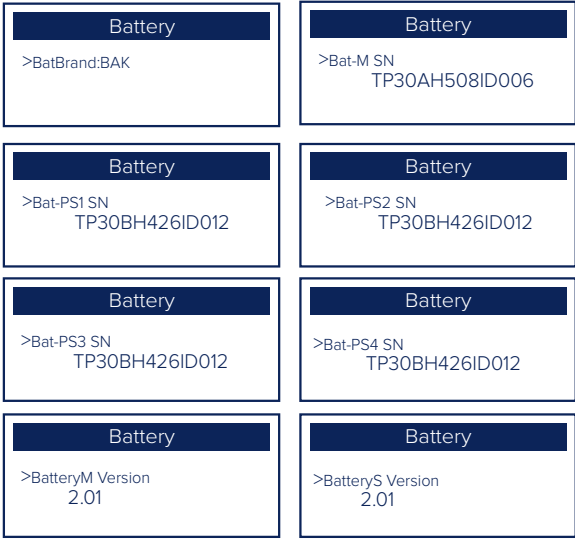 Battery
>BatBrand:BAK
Battery
>Bat-M SN
TP30AH508ID006
Battery
>Bat-PS1 SN
TP30BH426ID012
Battery
>Bat-PS2 SN
TP30BH426ID012
Battery
>Bat-PS3 SN
TP30BH426ID012
Battery
>Bat-PS4 SN
TP30BH426ID012
Battery
>BatteryM Version
2.01
Battery
>BatteryS Version
2.01